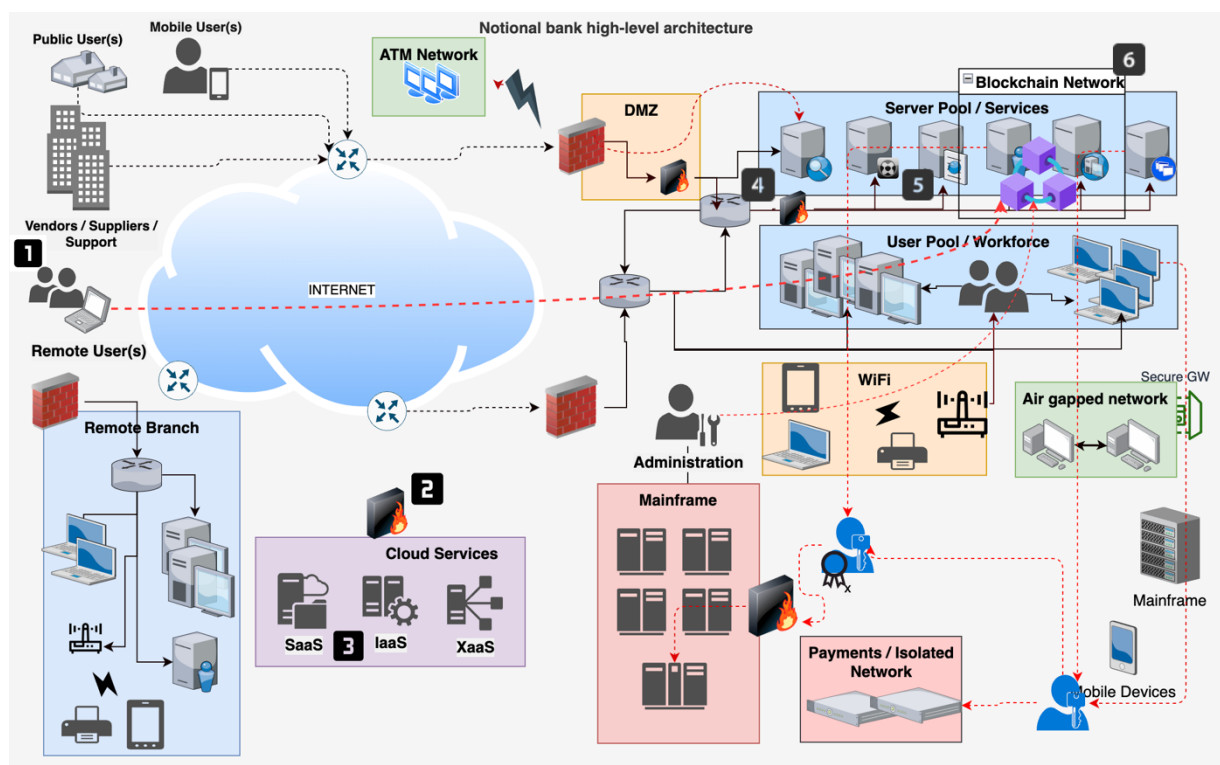 Notional bank high-level architecture
Public User(s)
Mobile User(s)
ATM Network
6
Blockchain Network
DMZ
Server Pool / Services
4
5
Vendors / Suppliers /
Support
1
INTERNET
User Pool / Workforce
Remote User(s)
WiFi
Secure GW
Air gapped network
Remote Branch
Administration
2
Mainframe
Cloud Services
SaaS
3
IaaS
XaaS
x
Mainframe
Payments / Isolated
Network
Mobile Devices